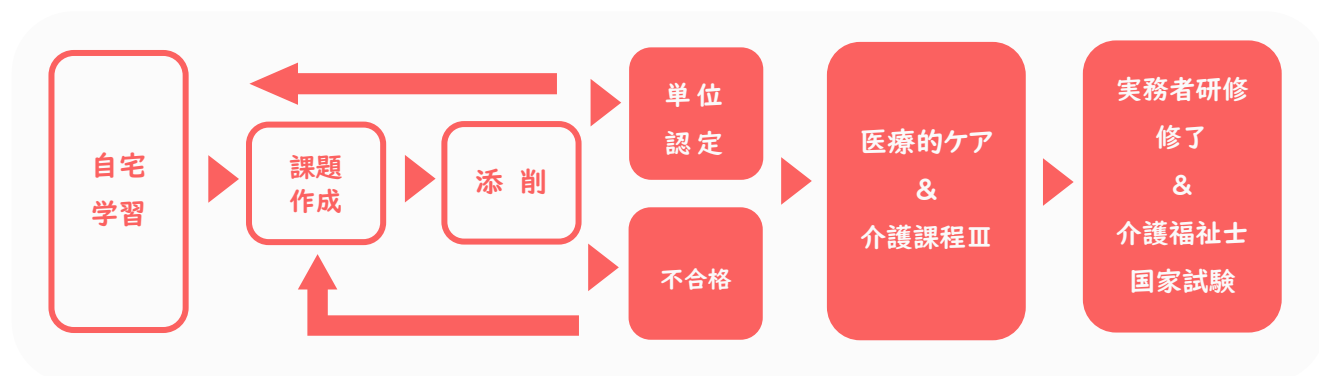 自宅
学習
課題
作成
添 削
単 位
認 定
不合格
医療的ケア
&
介護課程Ⅲ
実務者研修
修了
&
介護福祉士
国家試験